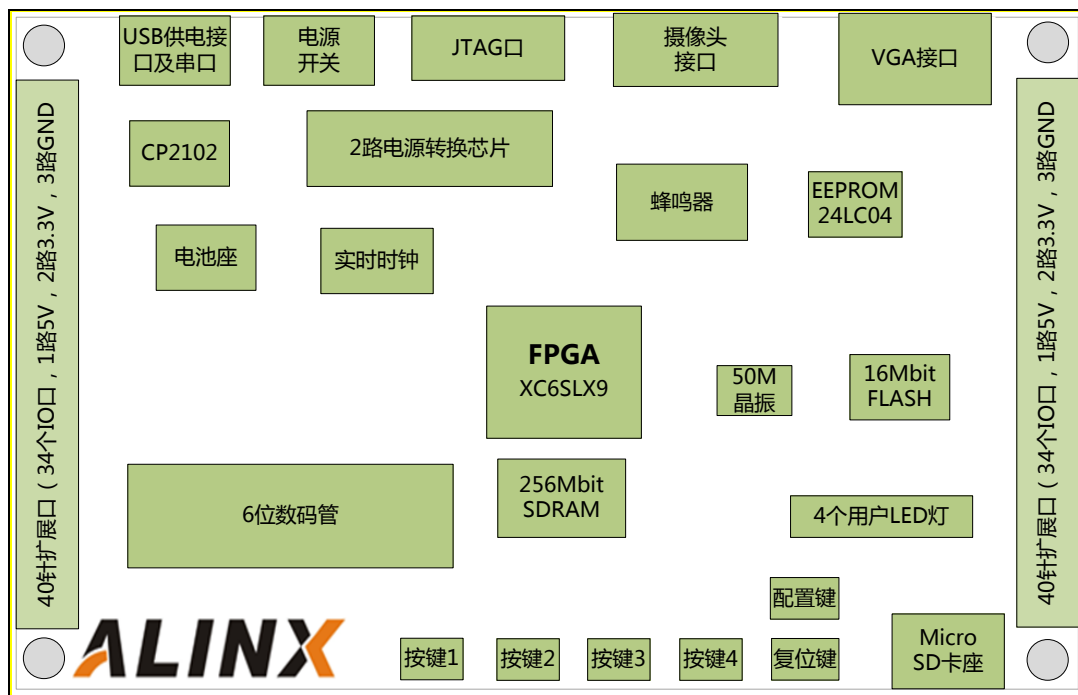 USB供电接
口及串口
电源
开关
JTAG口
摄像头
接口
VGA接口
40针扩展口（34个IO口，1路5V，2路3.3V，3路GND
40针扩展口（34个IO口，1路5V，2路3.3V，3路GND
CP2102
2路电源转换芯片
蜂鸣器
EEPROM
24LC04
电池座
实时时钟
FPGA
XC6SLX9
50M
晶振
16Mbit
FLASH
6位数码管
256Mbit
SDRAM
4个用户LED灯
配置键
ALINX
按键1
按键2
按键3
按键4
复位键
Micro
SD卡座